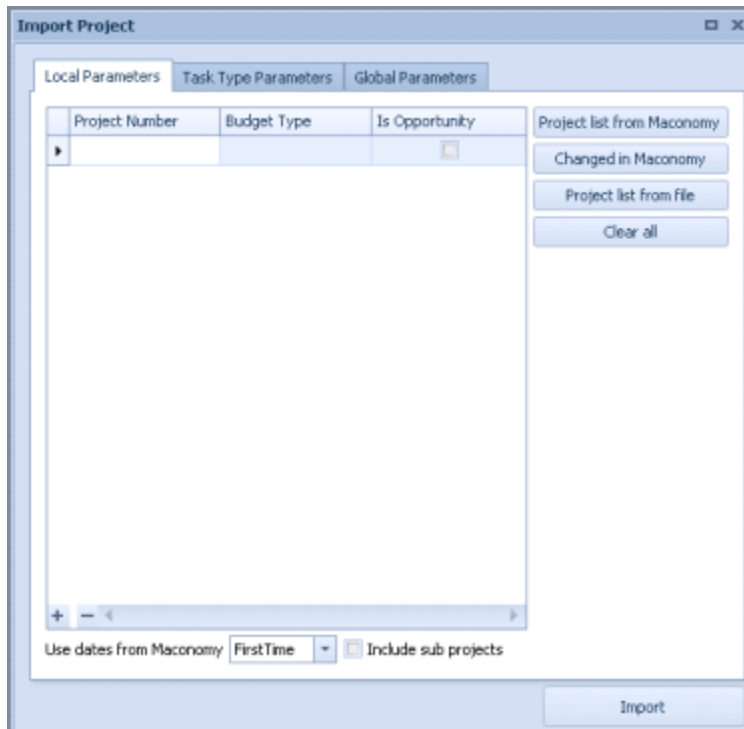 Import Project
Local Parameters Task Type Parameters Global Parameters
Project Number Budget Type Is Opportunity
Project list from Maconomy
Changed in Maconomy
Project list from file
Clear all
Use dates from Maconomy FirstTime Include sub projects
Import